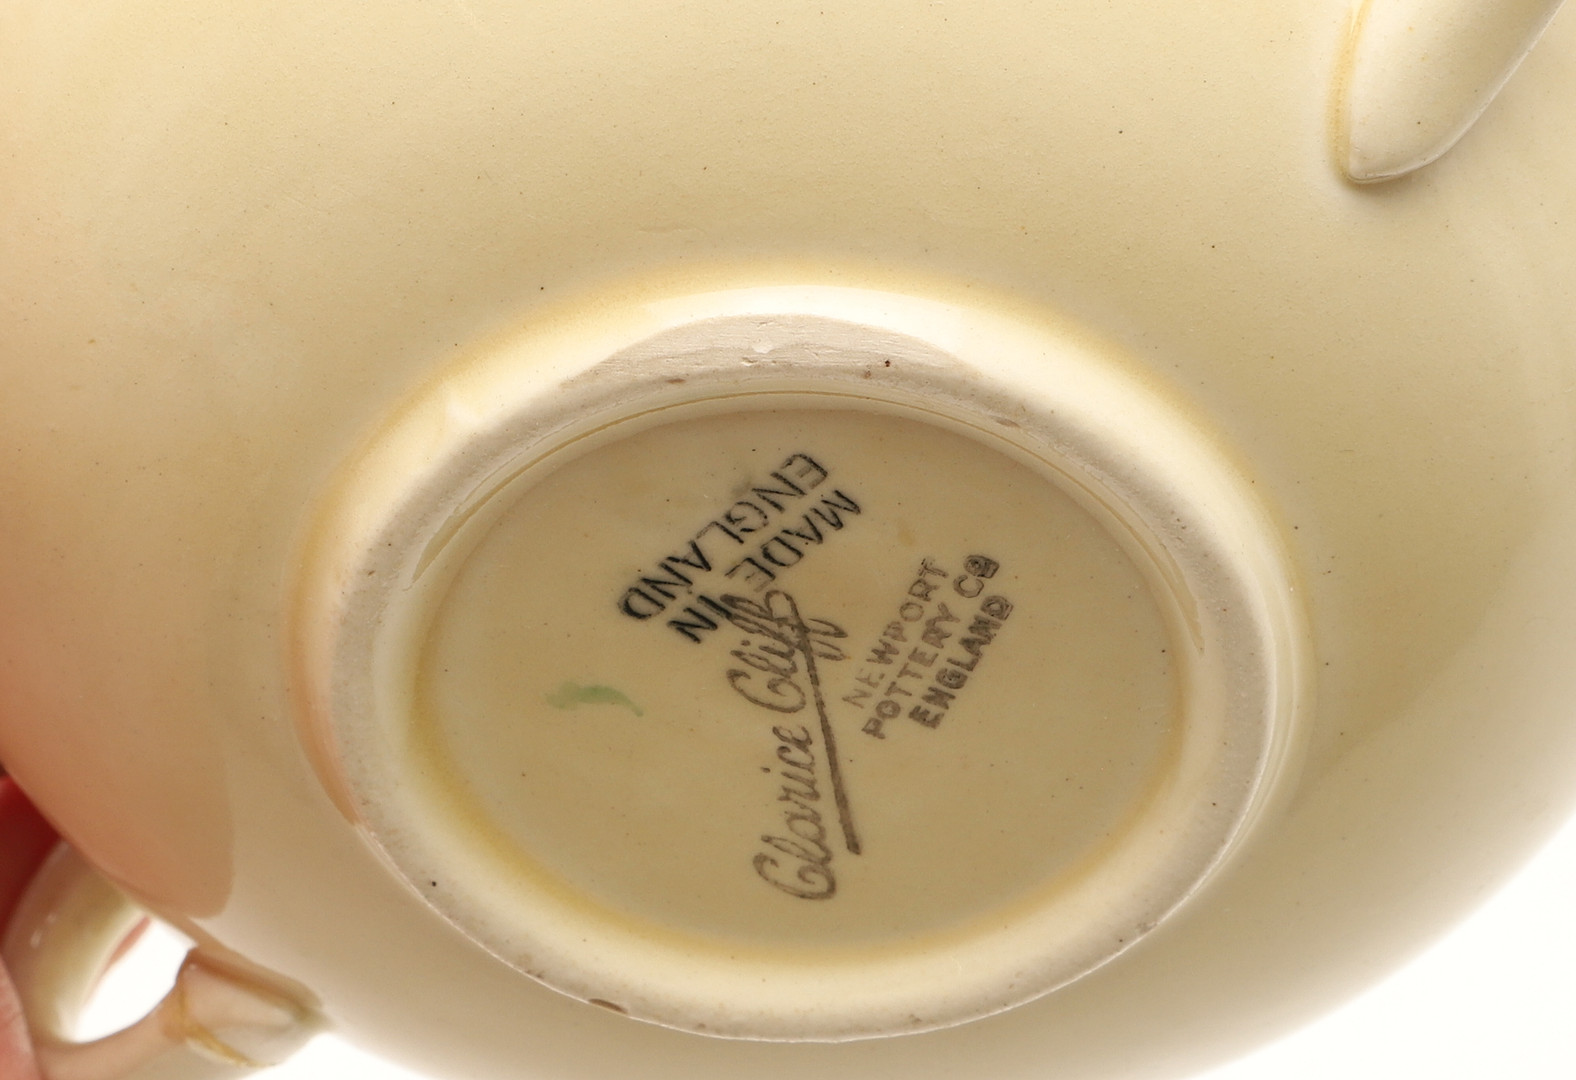 MADE IN
ENGLAND
Clarice Cliff
NEWPORT
POTTERY Co
ENGLAND